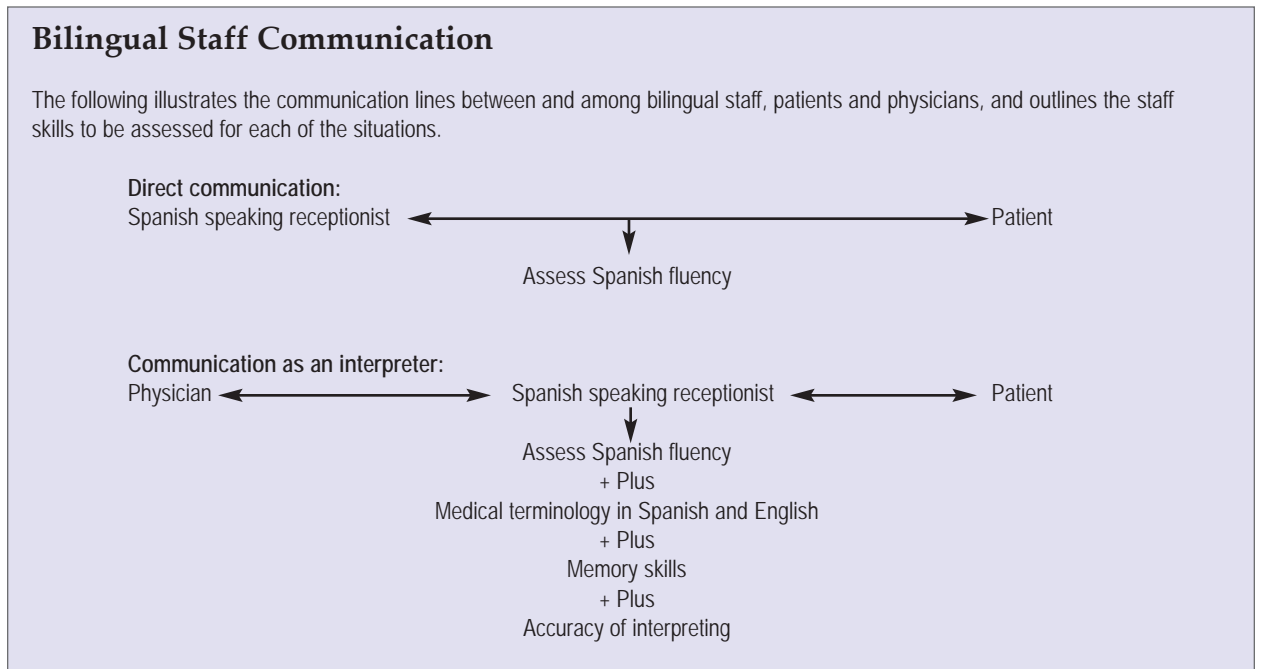 Bilingual Staff Communication
The following illustrates the communication lines between and among bilingual staff, patients and physicians, and outlines the staff
skills to be assessed for each of the situations.
Direct communication:
Spanish speaking receptionist Patient
Assess Spanish fluency
Communication as an interpreter:
Physician Spanish speaking receptionist Patient
Assess Spanish fluency
+ Plus
Medical terminology in Spanish and English
+ Plus
Memory skills
+ Plus
Accuracy of interpreting